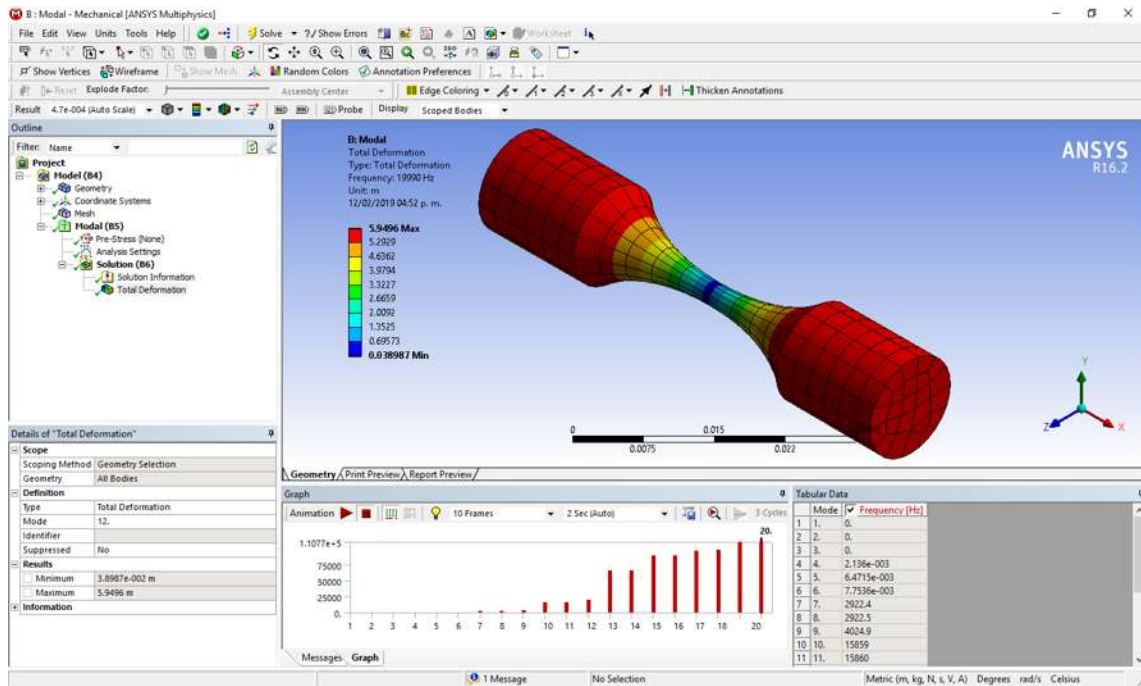 B : Modal - Mechanical [ANSYS Multiphysics]
File Edit View Units Tools Help Solve ?/ Show Errors Worksheet
Show Vertices Wireframe Show Mesh Random Colors Annotation Preferences
Reset Explode Factor: Assembly Center Edge Coloring Thicken Annotations
Result 4.7e-004 (Auto Scale) Probe Display Scoped Bodies
Outline
Filter: Name
Project
Model (B4)
Geometry
Coordinate Systems
Mesh
Modal (B5)
Pre-Stress (None)
Analysis Settings
Solution (B6)
Solution Information
Total Deformation
B: Modal
Total Deformation
Type: Total Deformation
Frequency: 19990 Hz
Unit: m
12/02/2019 04:52 p. m.
5.9496 Max
5.2929
4.6362
3.9794
3.3227
2.6659
2.0092
1.3525
0.69573
0.038987 Min
ANSYS
R16.2
0 0.015
0.0075 0.022
Y
Z X
Geometry Print Preview Report Preview
Details of "Total Deformation"
Scope
Scoping Method Geometry Selection
Geometry All Bodies
Definition
Type Total Deformation
Mode 12.
Identifier
Suppressed No
Results
Minimum 3.8987e-002 m
Maximum 5.9496 m
Information
Graph
Animation 10 Frames 2 Sec (Auto) 3 Cycles
20.
1.1077e+5
75000
50000
25000
0.
1 2 3 4 5 6 7 8 9 10 11 12 13 14 15 16 17 18 20
Messages Graph
Tabular Data
Mode Frequency [Hz]
1 1. 0.
2 2. 0.
3 3. 0.
4 4. 2.136e-003
5 5. 6.4715e-003
6 6. 7.7536e-003
7 7. 2922.4
8 8. 2922.5
9 9. 4024.9
10 10. 15859
11 11. 15860
1 Message No Selection Metric (m, kg, N, s, V, A) Degrees rad/s Celsius